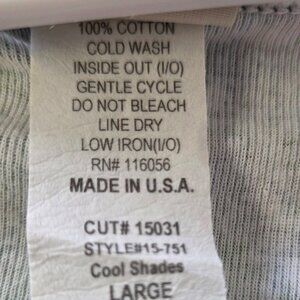 100% COTTON
COLD WASH
INSIDE OUT (I/O)
GENTLE CYCLE
DO NOT BLEACH
LINE DRY
LOW IRON(I/O)
RN# 116056
MADE IN U.S.A.
CUT# 15031
STYLE#15-751
Cool Shades
LARGE